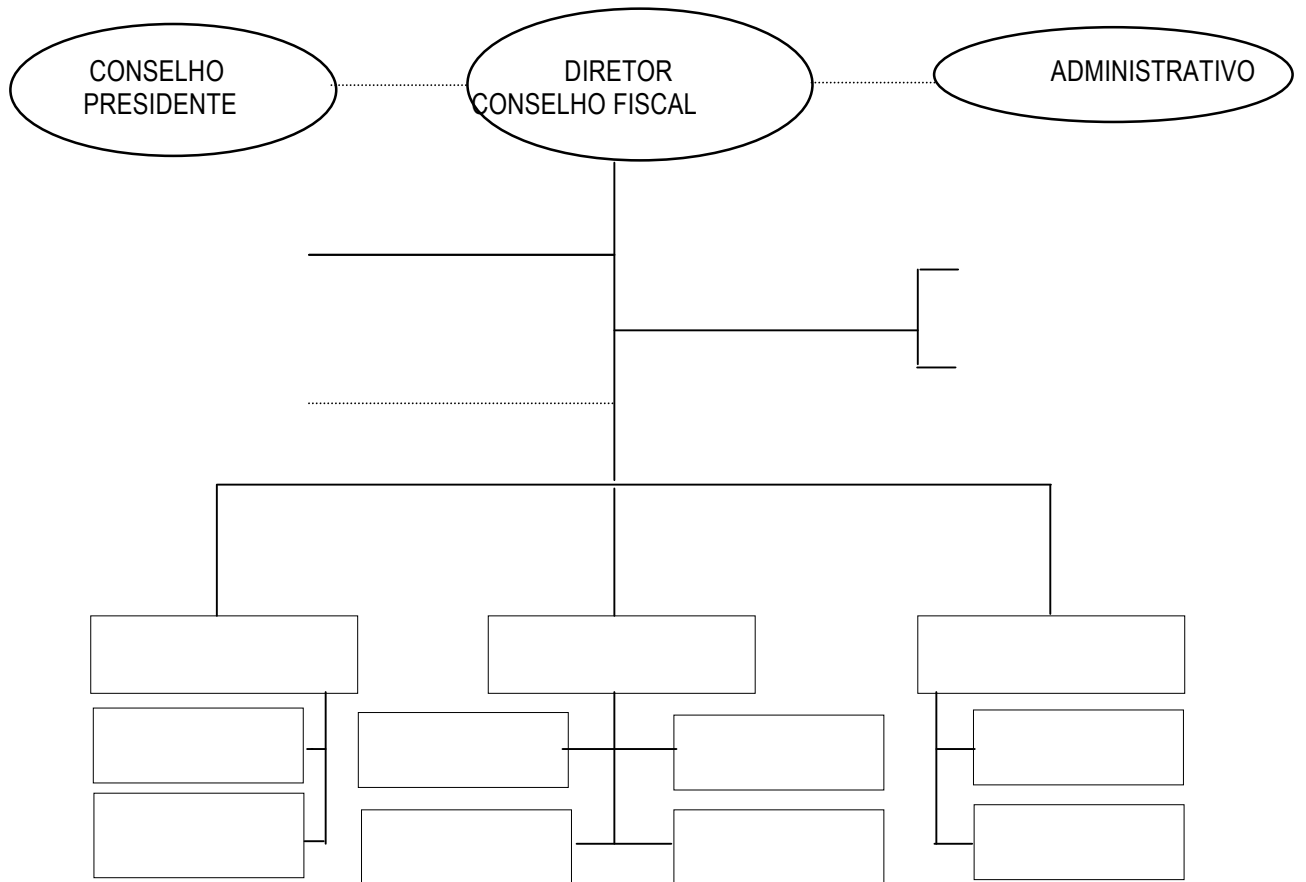 CONSELHO
PRESIDENTE
DIRETOR
CONSELHO FISCAL
ADMINISTRATIVO